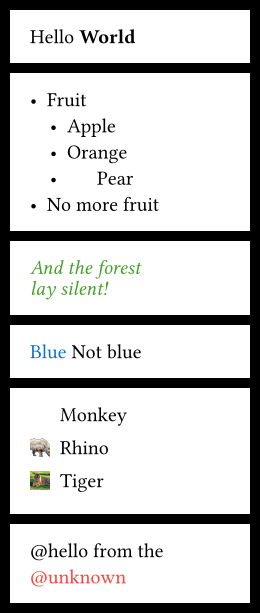 Hello World
• Fruit
• Apple
• Orange
• Pear
• No more fruit
And the forest
lay silent!
Blue Not blue
Monkey
Rhino
Tiger
@hello from the
@unknown